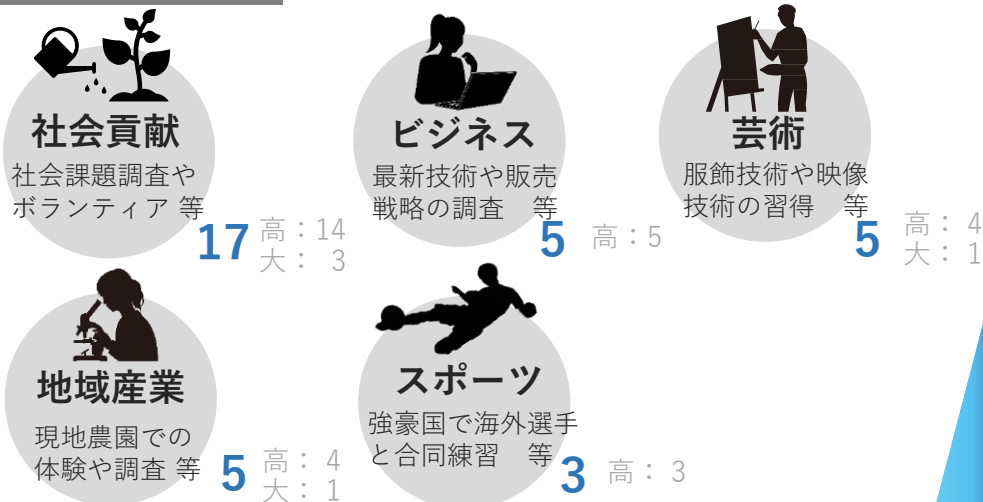 社会貢献
社会課題調査や
ボランティア 等
17
高：14
大： 3
ビジネス
最新技術や販売
戦略の調査　等
5
高：5
芸術
服飾技術や映像
技術の習得　等
5
高： 4
大： 1
地域産業
現地農園での
体験や調査 等
5
高： 4
大： 1
スポーツ
強豪国で海外選手
と合同練習　等
3
高： 3